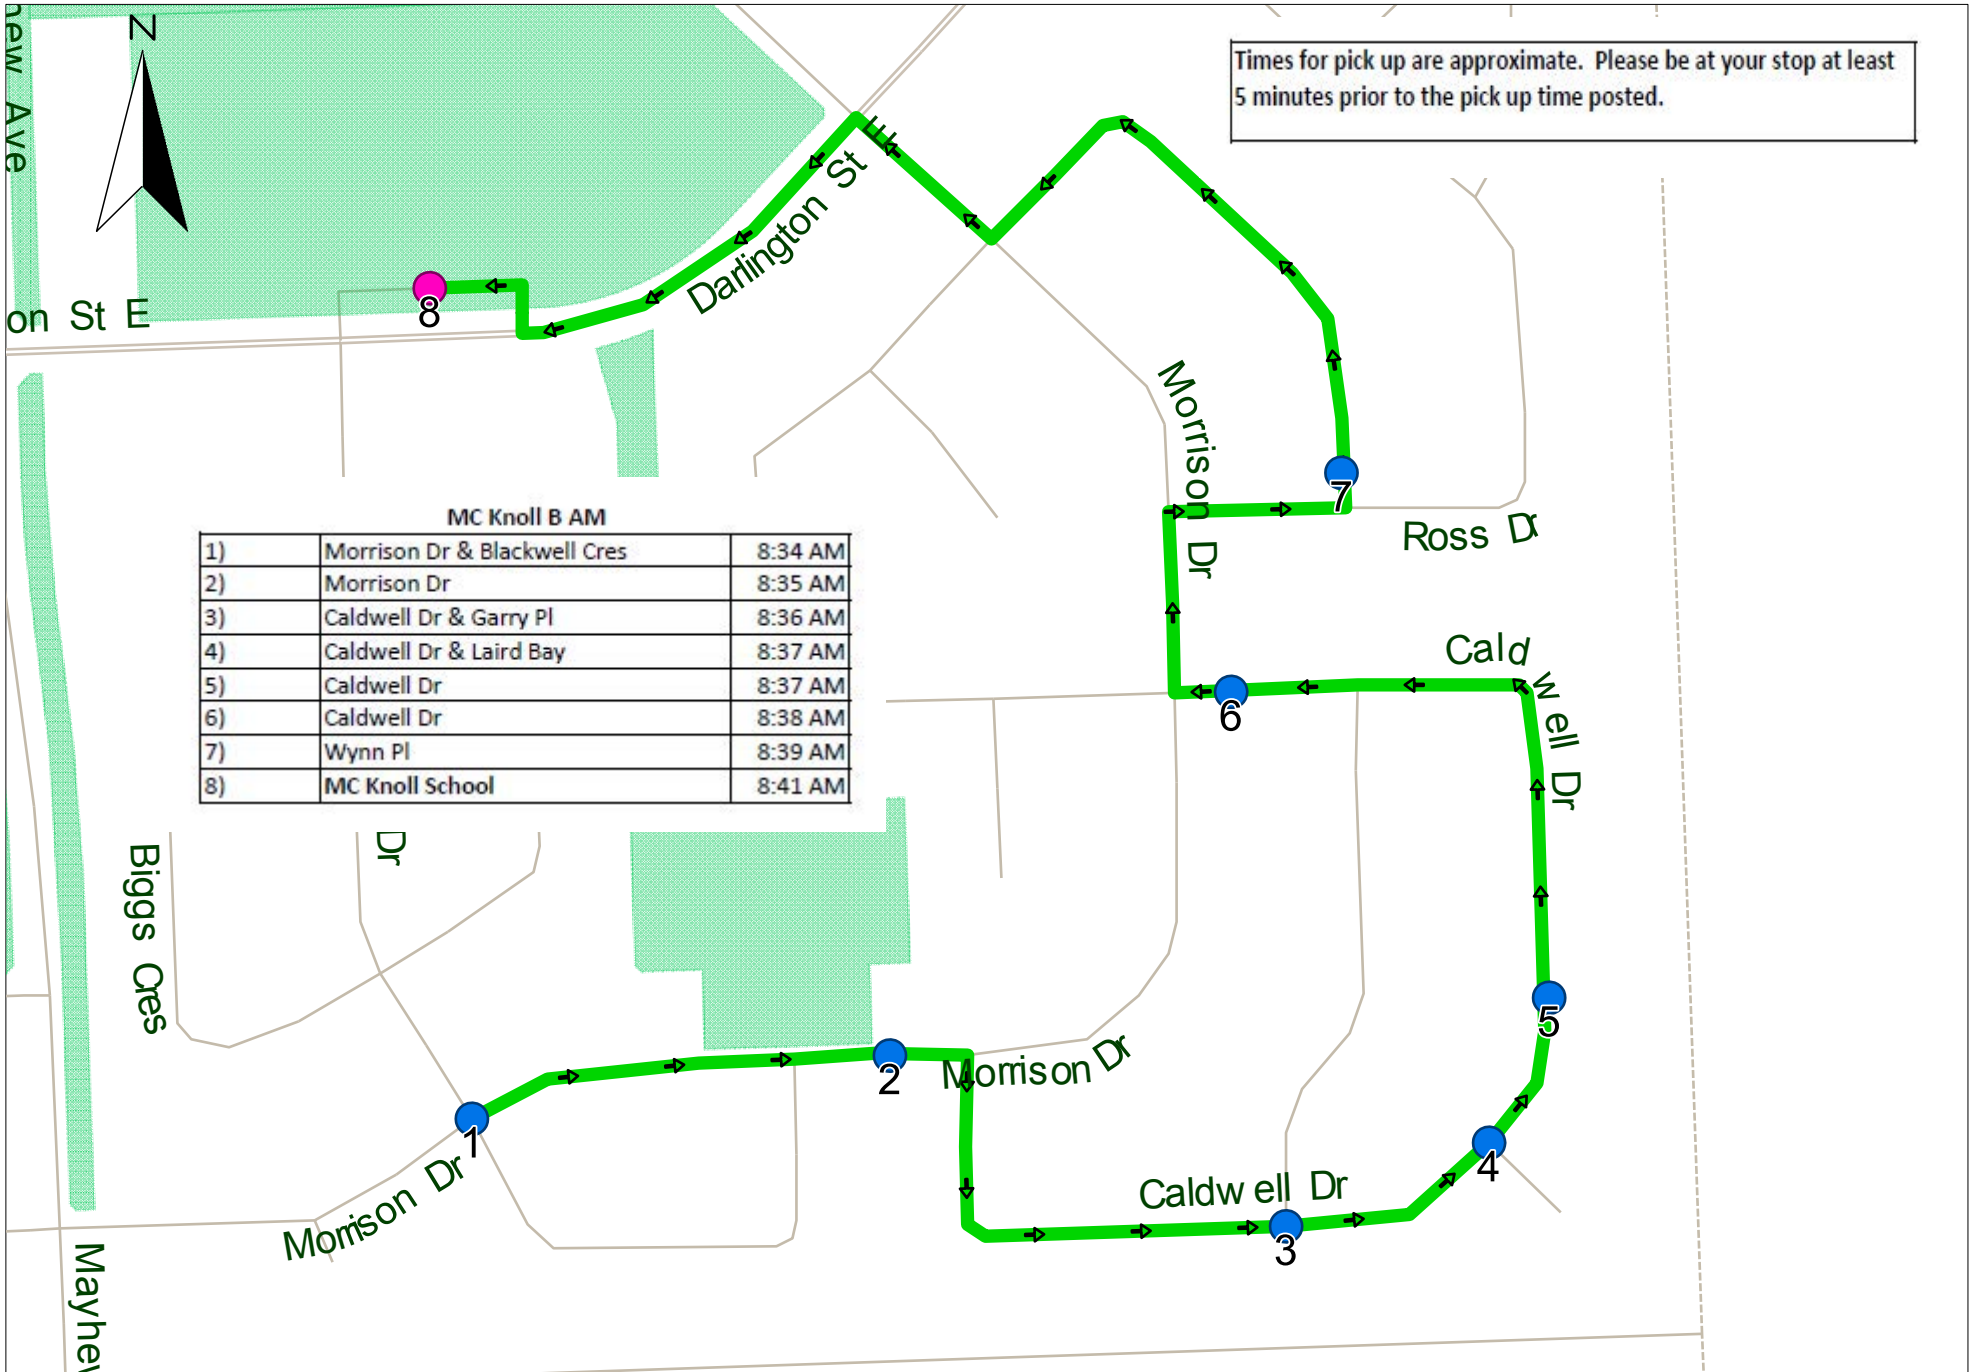 N
Times for pick up are approximate.  Please be at your stop at least
5 minutes prior to the pick up time posted.
Ave
on St E
Darlington St E
8
Morrison Dr
7
Ross Dr
MC Knoll B AM
1) Morrison Dr & Blackwell Cres 8:34 AM
2) Morrison Dr 8:35 AM
3) Caldwell Dr & Garry Pl 8:36 AM
4) Caldwell Dr & Laird Bay 8:37 AM
5) Caldwell Dr 8:37 AM
6) Caldwell Dr 8:38 AM
7) Wynn Pl 8:39 AM
8) MC Knoll School 8:41 AM
Caldwell Dr
6
Biggs Cres
Dr
5
2
Morrison Dr
1
Morrison Dr
4
Caldwell Dr
3
Mayhew